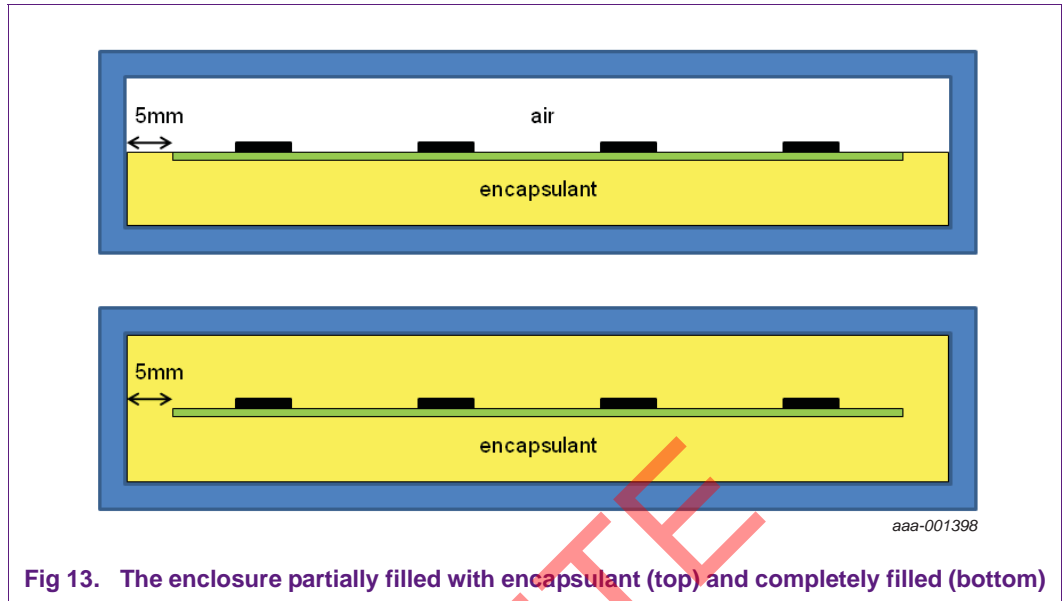 5mm
air
encapsulant
5mm
encapsulant
aaa-001398
Fig 13. The enclosure partially filled with encapsulant (top) and completely filled (bottom)
TE